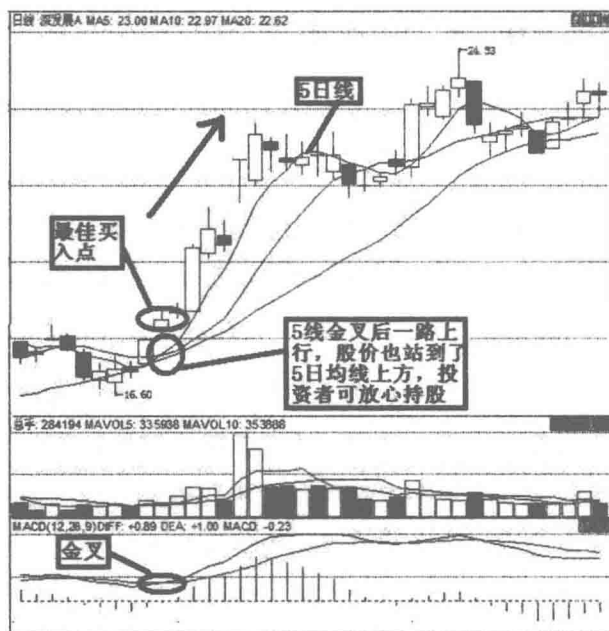 日线 深发展A MA5: 23.00 MA10: 22.97 MA20: 22.62
24.93
5日线
最佳买
入点
5线金叉后一路上
行，股价也站到了
5日均线上方，投
资者可放心持股
16.60
总手: 284194 MAVOL5: 335938 MAVOL10: 353888
MACD(12,26,9)DIFF: +0.89 DEA: +1.00 MACD: -0.23
金叉